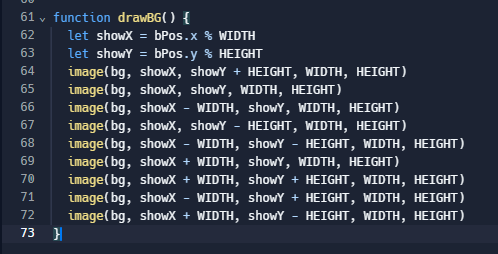 61 function drawBG() {
62 let showX = bPos.x % WIDTH
63 let showY = bPos.y % HEIGHT
64 image(bg, showX, showY + HEIGHT, WIDTH, HEIGHT)
65 image(bg, showX, showY, WIDTH, HEIGHT)
66 image(bg, showX - WIDTH, showY, WIDTH, HEIGHT)
67 image(bg, showX, showY - HEIGHT, WIDTH, HEIGHT)
68 image(bg, showX - WIDTH, showY - HEIGHT, WIDTH, HEIGHT)
69 image(bg, showX + WIDTH, showY, WIDTH, HEIGHT)
70 image(bg, showX + WIDTH, showY + HEIGHT, WIDTH, HEIGHT)
71 image(bg, showX - WIDTH, showY + HEIGHT, WIDTH, HEIGHT)
72 image(bg, showX + WIDTH, showY - HEIGHT, WIDTH, HEIGHT)
73 }